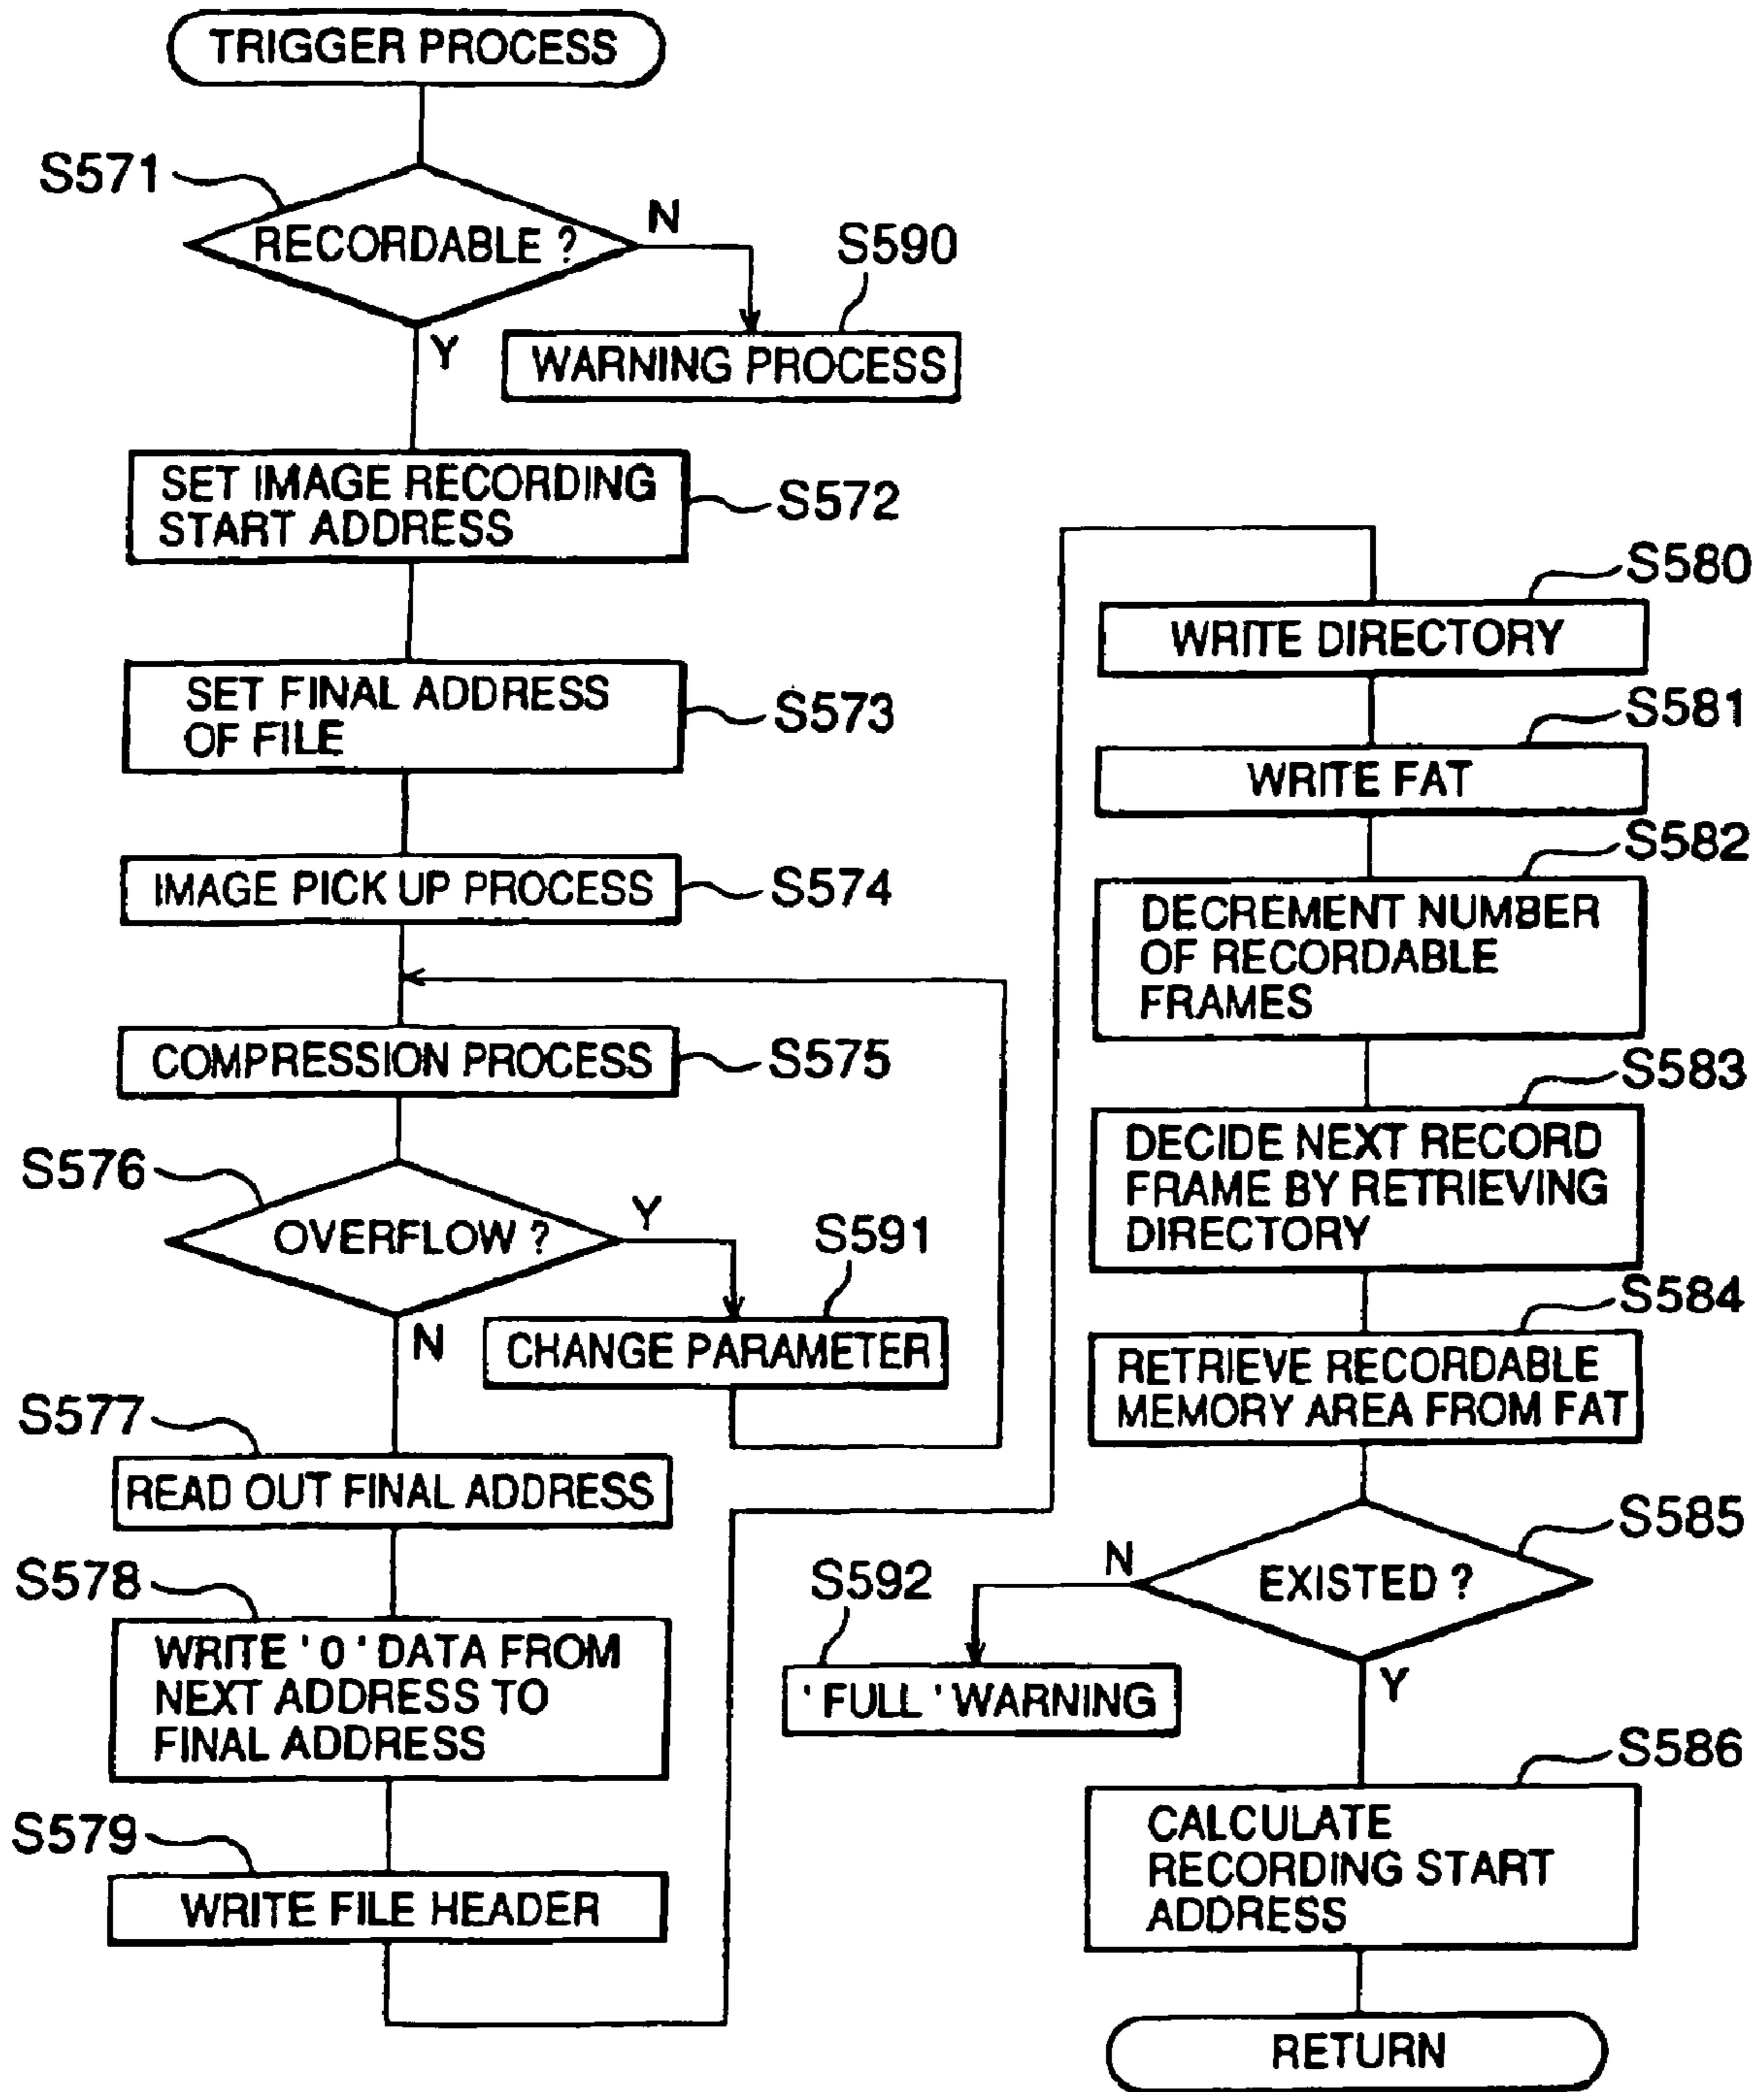 TRIGGER PROCESS
S571
RECORDABLE ?
N
S590
Y
WARNING PROCESS
SET IMAGE RECORDING
START ADDRESS
S572
SET FINAL ADDRESS
OF FILE
S573
IMAGE PICK UP PROCESS
S574
COMPRESSION PROCESS
S575
S576
OVERFLOW ?
Y
S591
N
CHANGE PARAMETER
S577
READ OUT FINAL ADDRESS
S578
WRITE ' 0 ' DATA FROM
NEXT ADDRESS TO
FINAL ADDRESS
S579
WRITE FILE HEADER
S580
WRITE DIRECTORY
S581
WRITE FAT
S582
DECREMENT NUMBER
OF RECORDABLE
FRAMES
S583
DECIDE NEXT RECORD
FRAME BY RETRIEVING
DIRECTORY
S584
RETRIEVE RECORDABLE
MEMORY AREA FROM FAT
S585
EXISTED ?
N
S592
' FULL ' WARNING
Y
S586
CALCULATE
RECORDING START
ADDRESS
RETURN